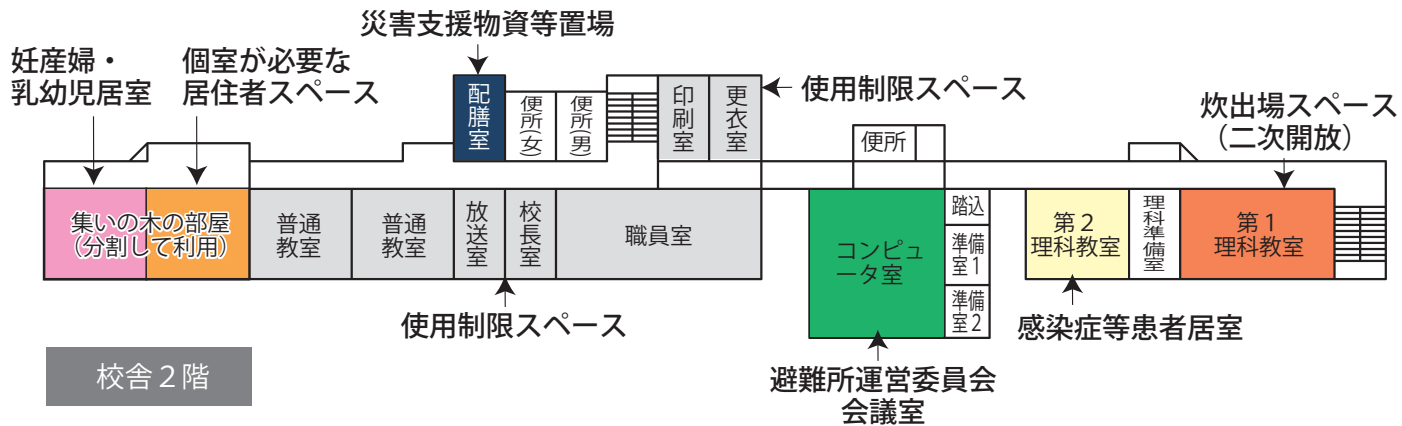 災害支援物資等置場
妊産婦・
乳幼児居室
個室が必要な
居住者スペース
配膳室
便所(女)
便所(男)
印刷室
更衣室
使用制限スペース
炊出場スペース
（二次開放）
便所
集いの木の部屋
（分割して利用）
普通
教室
普通
教室
放送室
校長室
職員室
コンピュ
ータ室
踏込
準備
室1
準備
室2
第２
理科教室
理科準備室
第１
理科教室
使用制限スペース
感染症等患者居室
校舎２階
避難所運営委員会
会議室